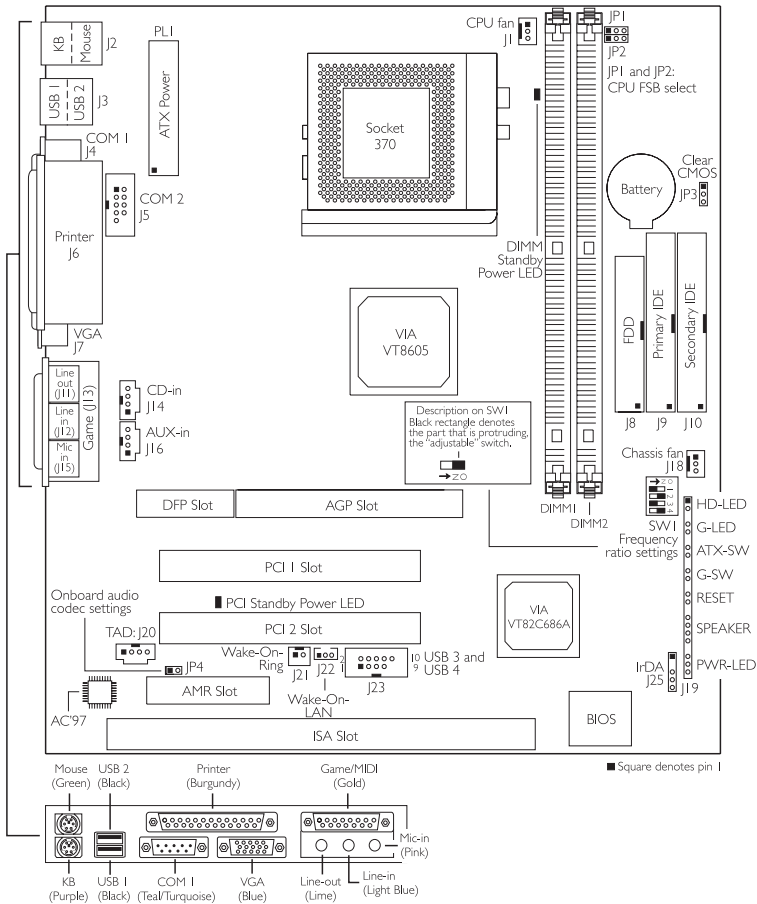 KB
Mouse
J2
PL1
ATX Power
CPU fan
J1
JP1
JP2
JP1 and JP2:
CPU FSB select
USB 1
USB 2
J3
COM 1
J4
COM 2
J5
Socket
370
Clear
CMOS
JP3
Battery
Printer
J6
DIMM
Standby
Power LED
VGA
J7
VIA
VT8605
FDD
Primary IDE
Secondary IDE
J8
J9
J10
Line
out
(J11)
Line
in
(J12)
Mic
in
(J15)
Game (J13)
CD-in
J14
AUX-in
J16
Description on SW1
Black rectangle denotes
the part that is protruding,
the "adjustable" switch.
ON
Chassis fan
J18
DFP Slot
AGP Slot
DIMM1
DIMM2
ON
1
2
3
4
SW1
Frequency
ratio settings
HD-LED
G-LED
ATX-SW
G-SW
RESET
SPEAKER
PWR-LED
J19
PCI 1 Slot
PCI Standby Power LED
PCI 2 Slot
Onboard audio
codec settings
TAD: J20
JP4
Wake-On-
Ring
J21
J22
Wake-On-
LAN
2
1
10
9
J23
USB 3 and
USB 4
VIA
VT82C686A
IrDA
J25
AC'97
AMR Slot
BIOS
ISA Slot
Square denotes pin 1
Mouse
(Green)
USB 2
(Black)
Printer
(Burgundy)
Game/MIDI
(Gold)
Mic-in
(Pink)
KB
(Purple)
USB 1
(Black)
COM 1
(Teal/Turquoise)
VGA
(Blue)
Line-out
(Lime)
Line-in
(Light Blue)